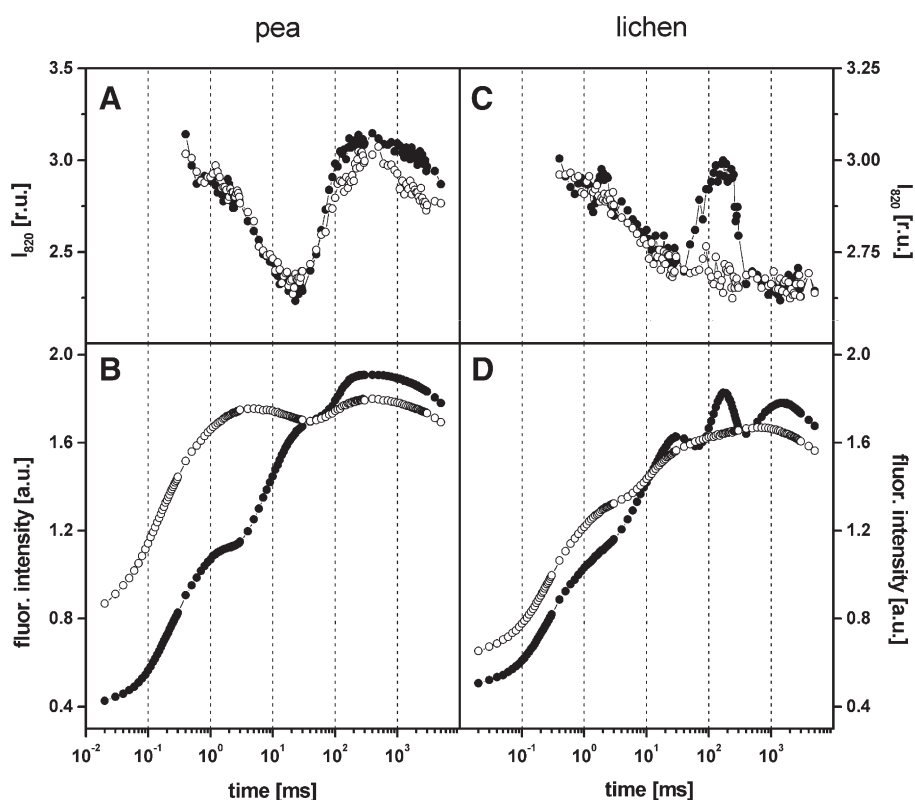 pea
lichen
3.5
3.0
2.5
I820 [r.u.]
A
C
3.25
3.00
2.75
I820 [r.u.]
2.0
1.6
1.2
0.8
0.4
fluor. intensity [a.u.]
B
D
2.0
1.6
1.2
0.8
0.4
fluor. intensity [a.u.]
10-2 10-1 100 101 102 103
10-1 100 101 102 103
time [ms]
time [ms]